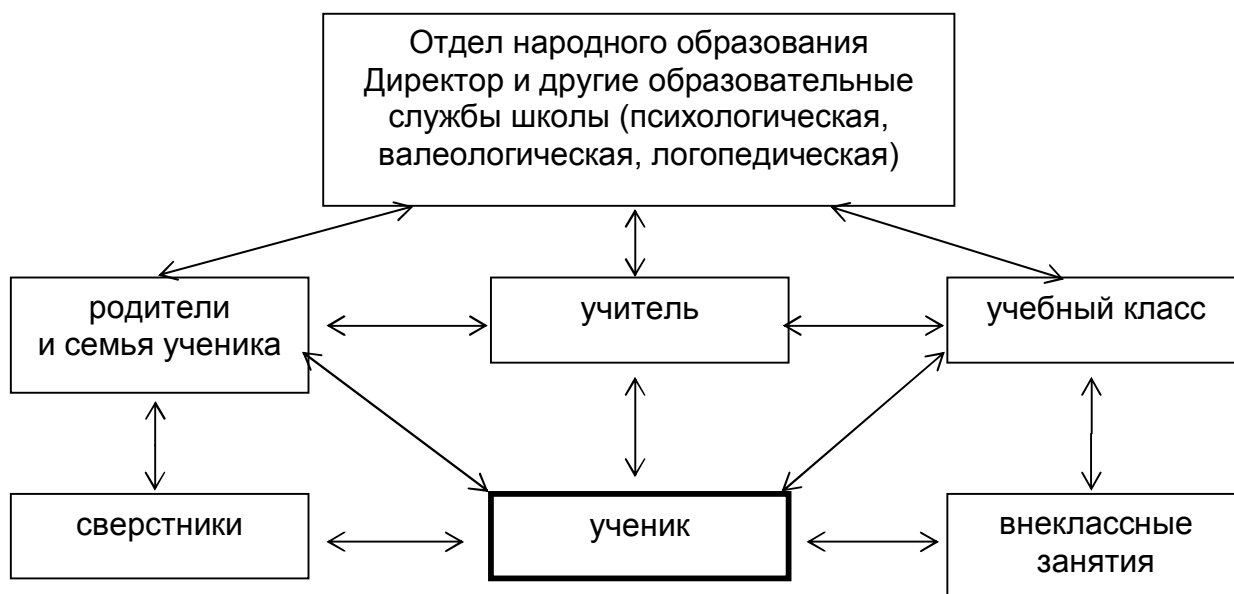 Отдел народного образования
Директор и другие образовательные
службы школы (психологическая,
валеологическая, логопедическая)
родители
и семья ученика
учитель
учебный класс
сверстники
ученик
внеклассные
занятия